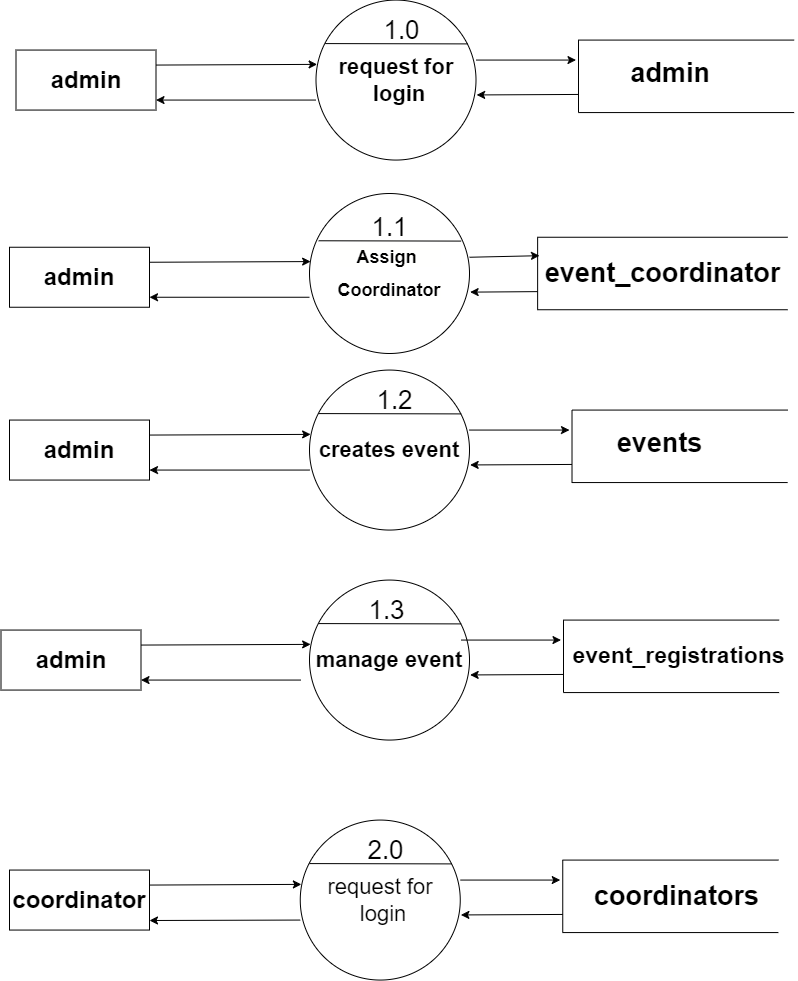 1.0
admin
request for
login
admin
1.1
admin
Assign
Coordinator
event_coordinator
1.2
admin
creates event
events
1.3
admin
manage event
event_registrations
2.0
coordinator
request for
login
coordinators